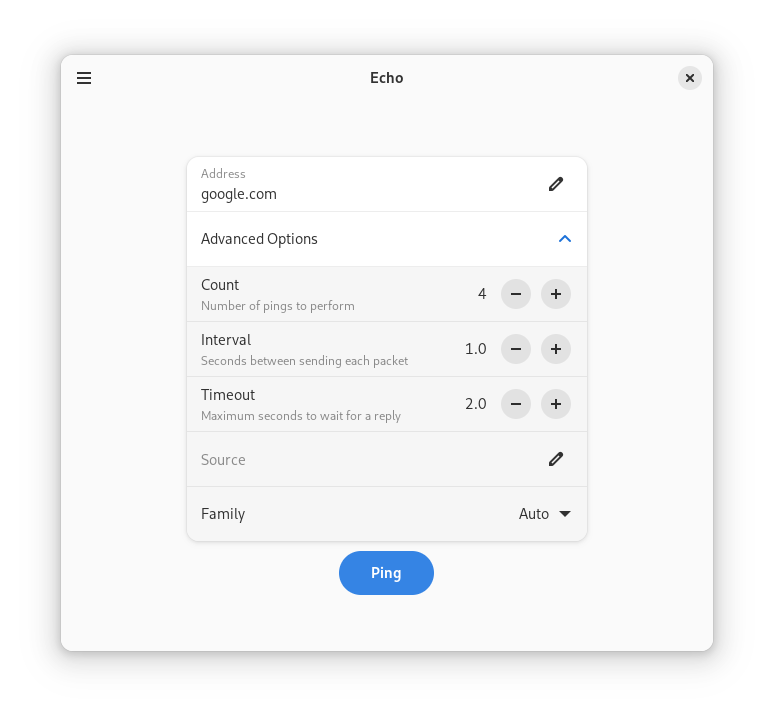 Echo
Address
google.com
Advanced Options
Count
Number of pings to perform
4
Interval
Seconds between sending each packet
1.0
Timeout
Maximum seconds to wait for a reply
2.0
Source
Family
Auto
Ping